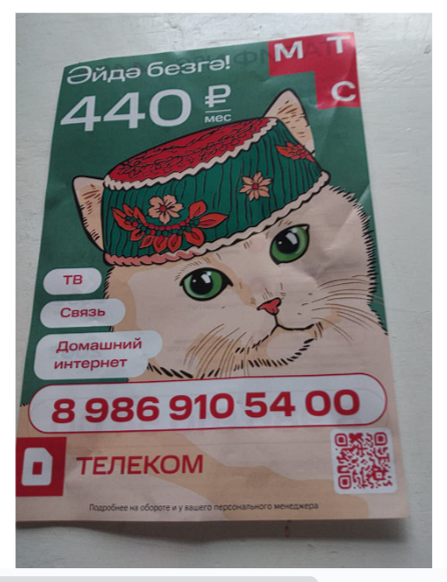 Әйдә безгә!
МТС
440 ₽
мес
ТВ
Связь
Домашний
интернет
8 986 910 54 00
ТЕЛЕКОМ
Подробнее на обороте и у вашего персонального менеджера